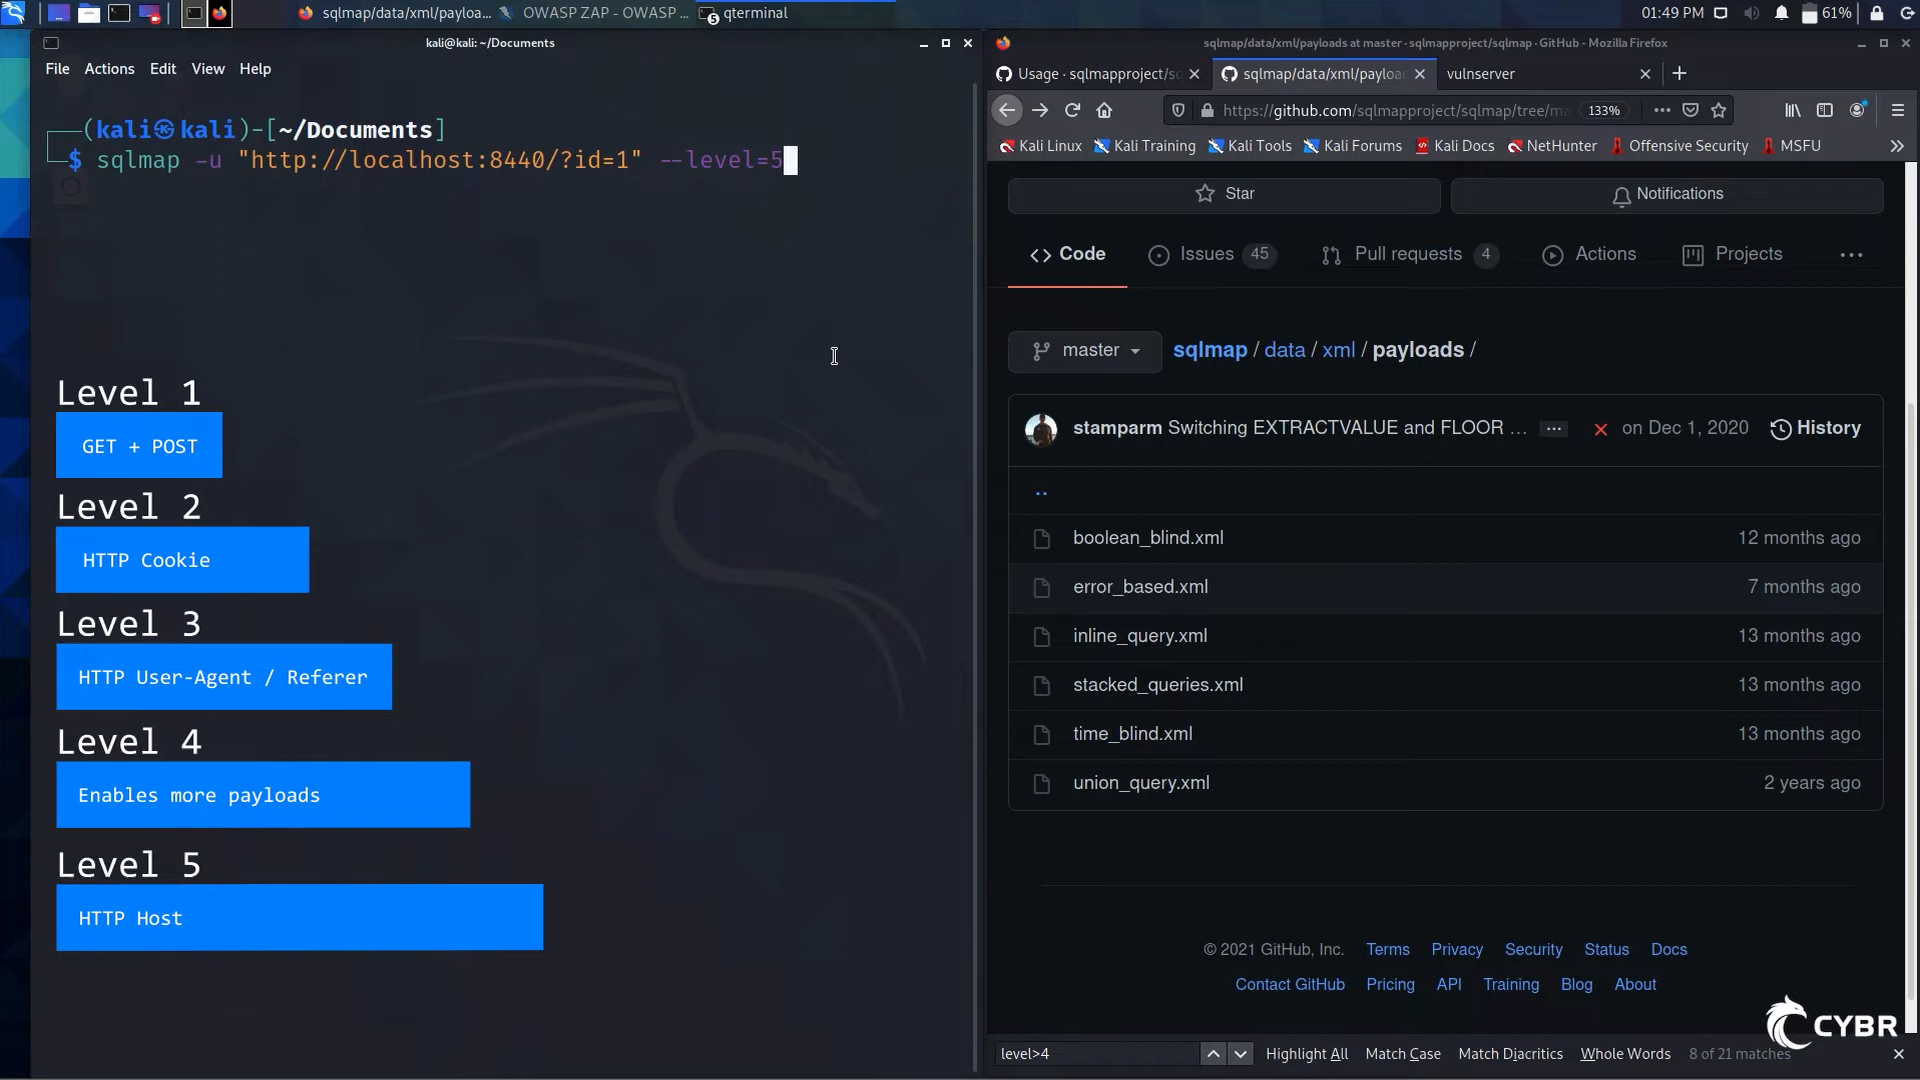 sqlmap/data/xml/payloa...
OWASP ZAP - OWASP ...
5
qterminal
01:49 PM
61%
kali@kali: ~/Documents
File Actions Edit View Help
(kali㉿kali)-[~/Documents]
$ sqlmap -u "http://localhost:8440/?id=1" --level=5
Level 1
GET + POST
Level 2
HTTP Cookie
Level 3
HTTP User-Agent / Referer
Level 4
Enables more payloads
Level 5
HTTP Host
sqlmap/data/xml/payloads at master · sqlmapproject/sqlmap · GitHub - Mozilla Firefox
Usage · sqlmapproject/sq
sqlmap/data/xml/payloa
vulnserver
https://github.com/sqlmapproject/sqlmap/tree/ma
133%
Kali Linux Kali Training Kali Tools Kali Forums Kali Docs NetHunter Offensive Security MSFU
Star
Notifications
Code
Issues 45
Pull requests 4
Actions
Projects
master
sqlmap / data / xml / payloads /
stamparm Switching EXTRACTVALUE and FLOOR ...
on Dec 1, 2020
History
..
boolean_blind.xml 12 months ago
error_based.xml 7 months ago
inline_query.xml 13 months ago
stacked_queries.xml 13 months ago
time_blind.xml 13 months ago
union_query.xml 2 years ago
© 2021 GitHub, Inc. Terms Privacy Security Status Docs
Contact GitHub Pricing API Training Blog About
CYBR
level>4
Highlight All Match Case Match Diacritics Whole Words 8 of 21 matches